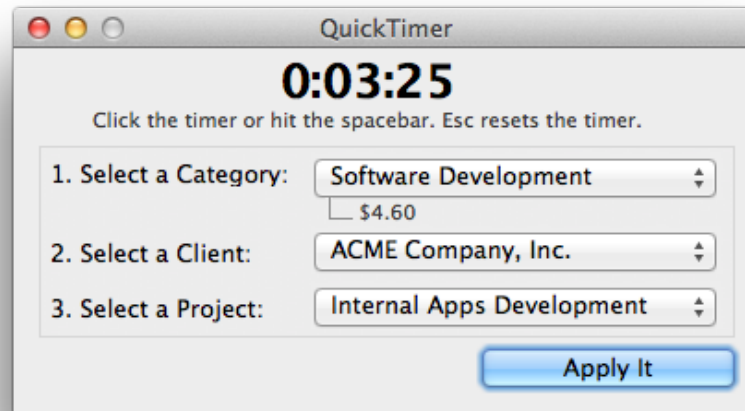 QuickTimer
0:03:25
Click the timer or hit the spacebar. Esc resets the timer.
1. Select a Category: Software Development
$4.60
2. Select a Client: ACME Company, Inc.
3. Select a Project: Internal Apps Development
Apply It